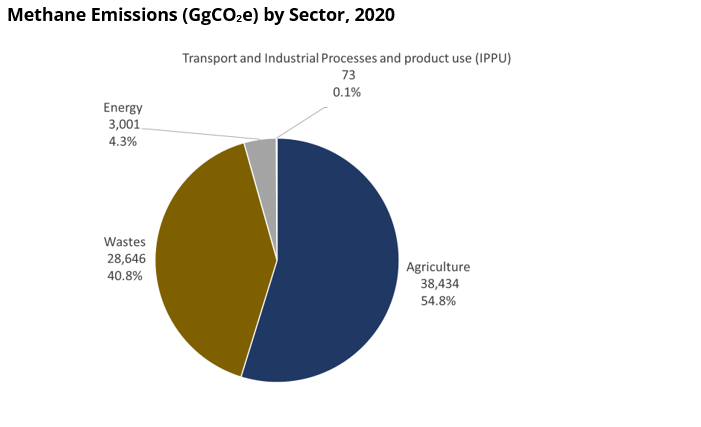 Methane Emissions (GgCO₂e) by Sector, 2020
Transport and Industrial Processes and product use (IPPU)
73
0.1%
Energy
3,001
4.3%
Wastes
28,646
40.8%
Agriculture
38,434
54.8%